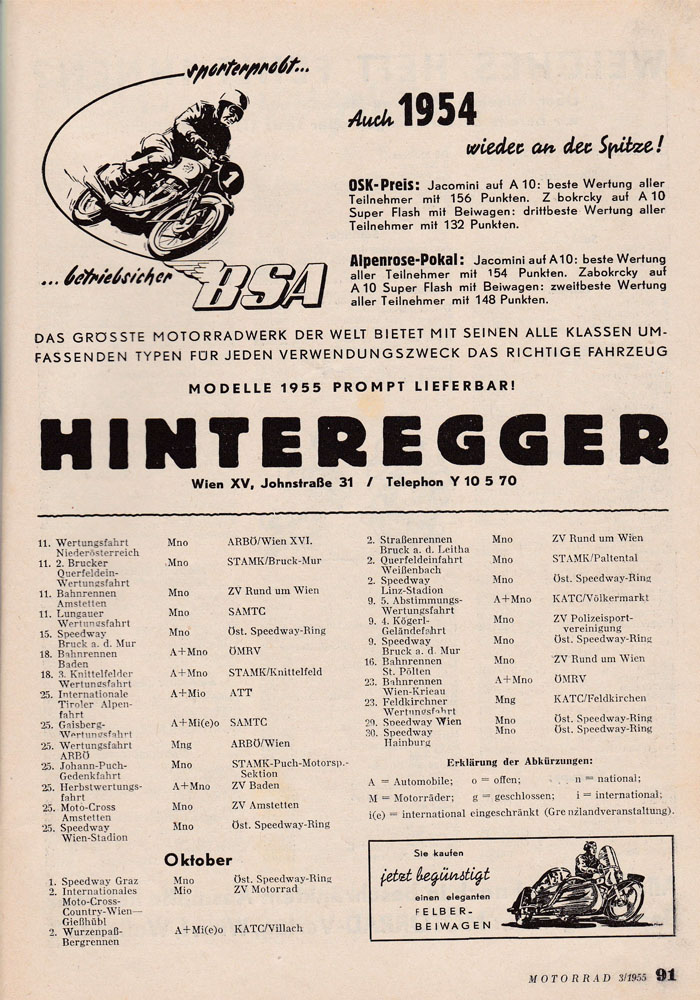 sporterprobt...
... betriebsicher
BSA
Auch 1954
wieder an der Spitze!
OSK-Preis: Jacomini auf A 10: beste Wertung aller
Teilnehmer mit 156 Punkten. Z bokrcky auf A 10
Super Flash mit Beiwagen: drittbeste Wertung aller
Teilnehmer mit 132 Punkten.
Alpenrose-Pokal: Jacomini auf A 10: beste Wertung
aller Teilnehmer mit 154 Punkten. Zabokrcky auf
A 10 Super Flash mit Beiwagen: zweitbeste Wertung
aller Teilnehmer mit 148 Punkten.
DAS GRÖSSTE MOTORRADWERK DER WELT BIETET MIT SEINEN ALLE KLASSEN UM-
FASSENDEN TYPEN FÜR JEDEN VERWENDUNGSZWECK DAS RICHTIGE FAHRZEUG
MODELLE 1955 PROMPT LIEFERBAR!
HINTEREGGER
Wien XV, Johnstraße 31 / Telephon Y 10 5 70
11. Wertungsfahrt Mno ARBÖ/Wien XVI.
Niederösterreich
11. 2. Brucker Mno STAMK/Bruck-Mur
Querfeldein-
Wertungsfahrt
11. Bahnrennen Mno ZV Rund um Wien
Amstetten
11. Lungauer Mno SAMTC
Wertungsfahrt
15. Speedway Mno Öst. Speedway-Ring
Bruck a. d. Mur
18. Bahnrennen A+Mno ÖMRV
Baden
18. 3. Knittelfelder A+Mno STAMK/Knittelfeld
Wertungsfahrt
25. Internationale A+Mio ATT
Tiroler Alpen-
fahrt
25. Gaisberg- A+Mi(e)o SAMTC
Wertungsfahrt
25. Wertungsfahrt Mng ARBÖ/Wien
ARBÖ
25. Johann-Puch- Mno STAMK-Puch-Motorsp.-
Gedenkfahrt Sektion
25. Herbstwertungs- A+Mno ZV Baden
fahrt
25. Moto-Cross Mno ZV Amstetten
Amstetten
25. Speedway Mno Öst. Speedway-Ring
Wien-Stadion
Oktober
1. Speedway Graz Mno Öst. Speedway-Ring
2. Internationales Mio ZV Motorrad
Moto-Cross-
Country-Wien—
Gießhübl
2. Wurzenpaß- A+Mi(e)o KATC/Villach
Bergrennen
2. Straßenrennen Mno ZV Rund um Wien
Bruck a. d. Leitha
2. Querfeldeinfahrt Mno STAMK/Paltental
Weißenbach
2. Speedway Mno Öst. Speedway-Ring
Linz-Stadion
9. 5. Abstimmungs- A+Mno KATC/Völkermarkt
Wertungsfahrt
9. 4. Kögerl- Mno ZV Polizeisport-
Geländefahrt vereinigung
9. Speedway Mno Öst. Speedway-Ring
Bruck a. d. Mur
16. Bahnrennen Mno ZV Rund um Wien
St. Pölten
23. Bahnrennen A+Mno ÖMRV
Wien-Krieau
23. Feldkirchner Mng KATC/Feldkirchen
Wertungsfahrt
29. Speedway Wien Mno Öst. Speedway-Ring
30. Speedway Mno Öst. Speedway-Ring
Hainburg
Erklärung der Abkürzungen:
A = Automobile; o = offen; n = national;
M = Motorräder; g = geschlossen; i = international;
i(e) = international eingeschränkt (Grenzlandveranstaltung).
Sie kaufen
jetzt begünstigt
einen eleganten
FELBER-
BEIWAGEN
MOTORRAD 3/1955 91